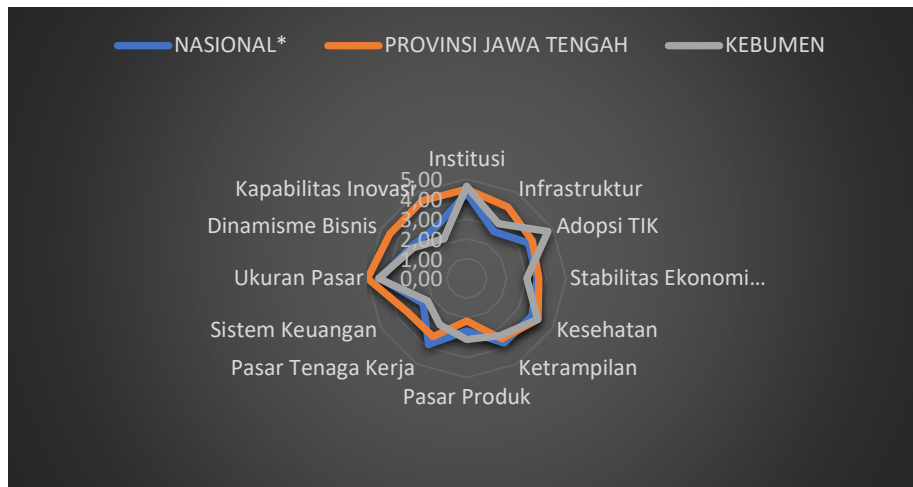 NASIONAL* PROVINSI JAWA TENGAH KEBUMEN
Institusi
Infrastruktur
Adopsi TIK
Stabilitas Ekonomi...
Kesehatan
Ketrampilan
Pasar Produk
Pasar Tenaga Kerja
Sistem Keuangan
Ukuran Pasar
Dinamisme Bisnis
Kapabilitas Inovasi
5,00
4,00
3,00
2,00
1,00
0,00